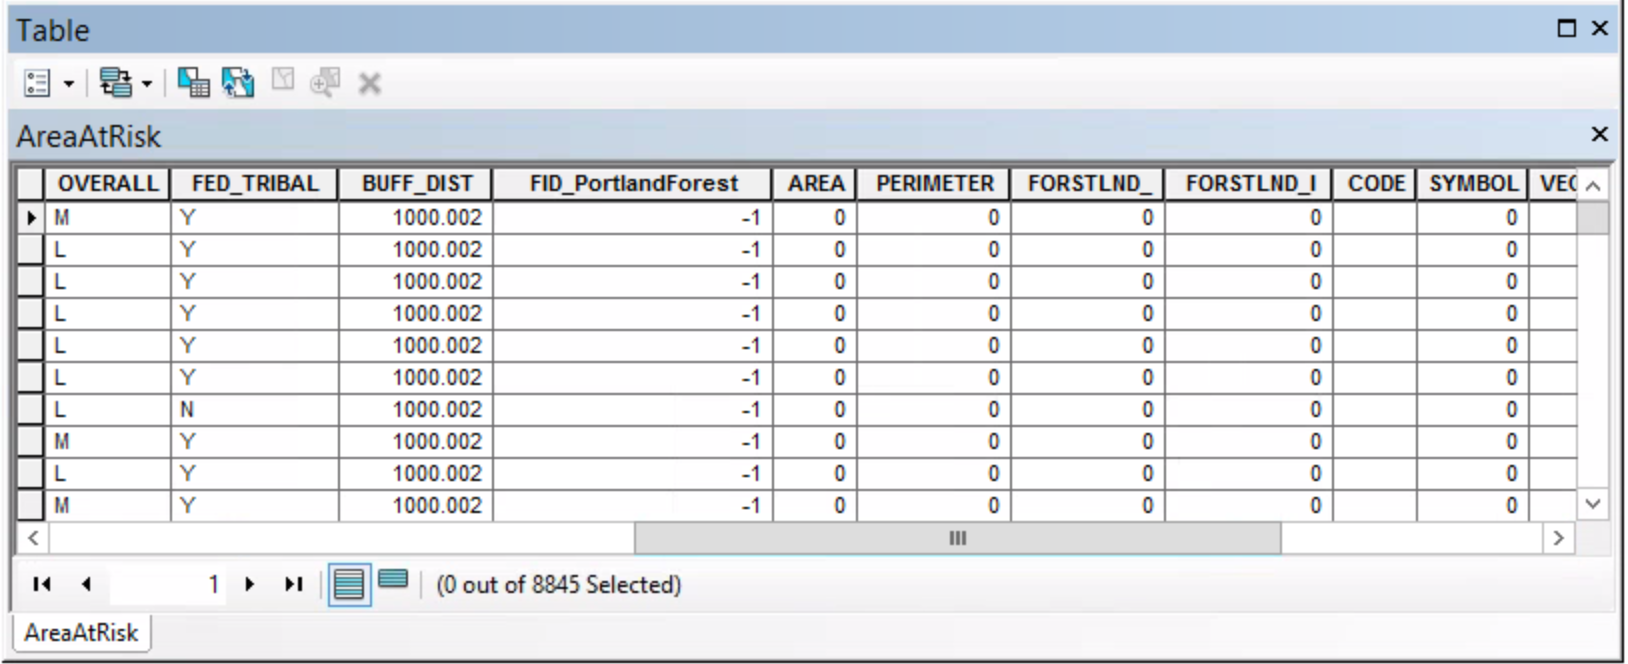 Table
AreaAtRisk
OVERALL FED_TRIBAL BUFF_DIST FID_PortlandForest AREA PERIMETER FORSTLND_ FORSTLND_I CODE SYMBOL VEC
M Y 1000.002 -1 0 0 0 0 0
L Y 1000.002 -1 0 0 0 0 0
L Y 1000.002 -1 0 0 0 0 0
L Y 1000.002 -1 0 0 0 0 0
L Y 1000.002 -1 0 0 0 0 0
L Y 1000.002 -1 0 0 0 0 0
L N 1000.002 -1 0 0 0 0 0
M Y 1000.002 -1 0 0 0 0 0
L Y 1000.002 -1 0 0 0 0 0
M Y 1000.002 -1 0 0 0 0 0
1 (0 out of 8845 Selected)
AreaAtRisk